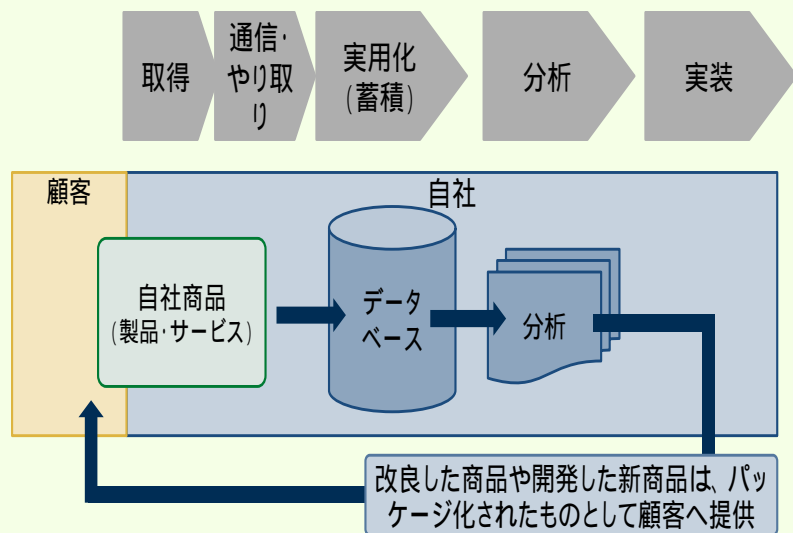 取得
通信・
やり取
り
実用化
(蓄積)
分析
実装
顧客
自社
自社商品
(製品・サービス)
データ
ベース
分析
改良した商品や開発した新商品は、パッ
ケージ化されたものとして顧客へ提供